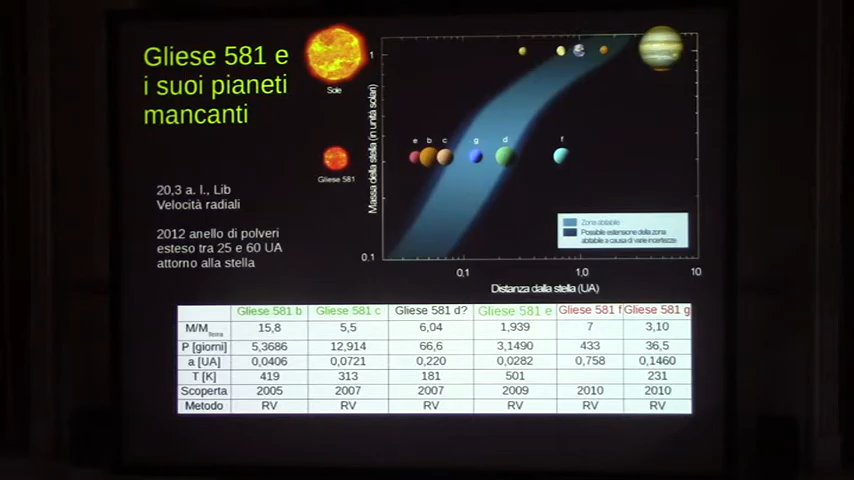 Gliese 581 e
i suoi pianeti
mancanti
20,3 a. l., Lib
Velocità radiali
2012 anello di polveri
esteso tra 25 e 60 UA
attorno alla stella
Sole
Gliese 581
Massa della stella (in unità solari)
1
0.1
e b c g d f
Zona abitabile
Possibile estensione della zona
abitabile a causa di varie incertezze
0,1 1,0 10
Distanza dalla stella (UA)
Gliese 581 b Gliese 581 c Gliese 581 d? Gliese 581 e Gliese 581 f Gliese 581 g
M/M Terra 15,8 5,5 6,04 1,939 7 3,10
P [giorni] 5,3686 12,914 66,6 3,1490 433 36,5
a [UA] 0,0406 0,0721 0,220 0,0282 0,758 0,1460
T [K] 419 313 181 501 231
Scoperta 2005 2007 2007 2009 2010 2010
Metodo RV RV RV RV RV RV